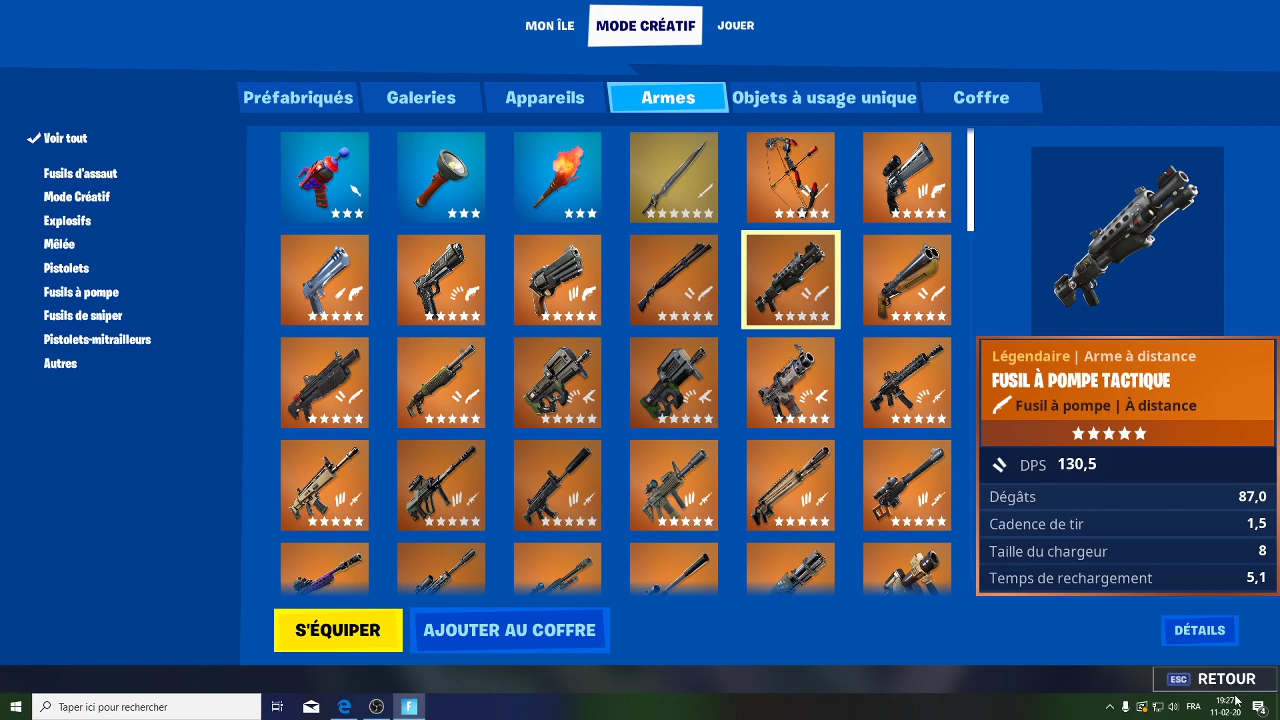 MON ÎLE
MODE CRÉATIF
JOUER
Préfabriqués
Galeries
Appareils
Armes
Objets à usage unique
Coffre
Voir tout
Fusils d'assaut
Mode Créatif
Explosifs
Mêlée
Pistolets
Fusils à pompe
Fusils de sniper
Pistolets-mitrailleurs
Autres
Légendaire | Arme à distance
FUSIL À POMPE TACTIQUE
Fusil à pompe | À distance
DPS 130,5
Dégâts 87,0
Cadence de tir 1,5
Taille du chargeur 8
Temps de rechargement 5,1
S'ÉQUIPER
AJOUTER AU COFFRE
DÉTAILS
ESC RETOUR
Taper ici pour rechercher
FRA
19:27